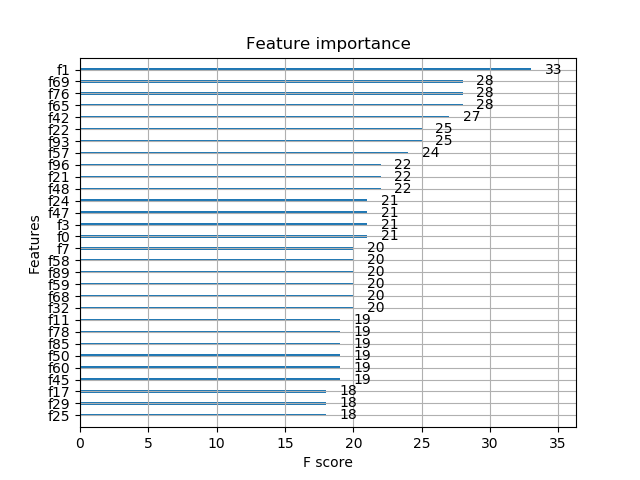 Feature importance
f1 33
f69 28
f76 28
f65 28
f42 27
f22 25
f93 25
f57 24
f96 22
f21 22
f48 22
f24 21
f47 21
f3 21
f0 21
f7 20
f58 20
f89 20
f59 20
f68 20
f32 20
f11 19
f78 19
f85 19
f50 19
f60 19
f45 19
f17 18
f29 18
f25 18
Features
0 5 10 15 20 25 30 35
F score